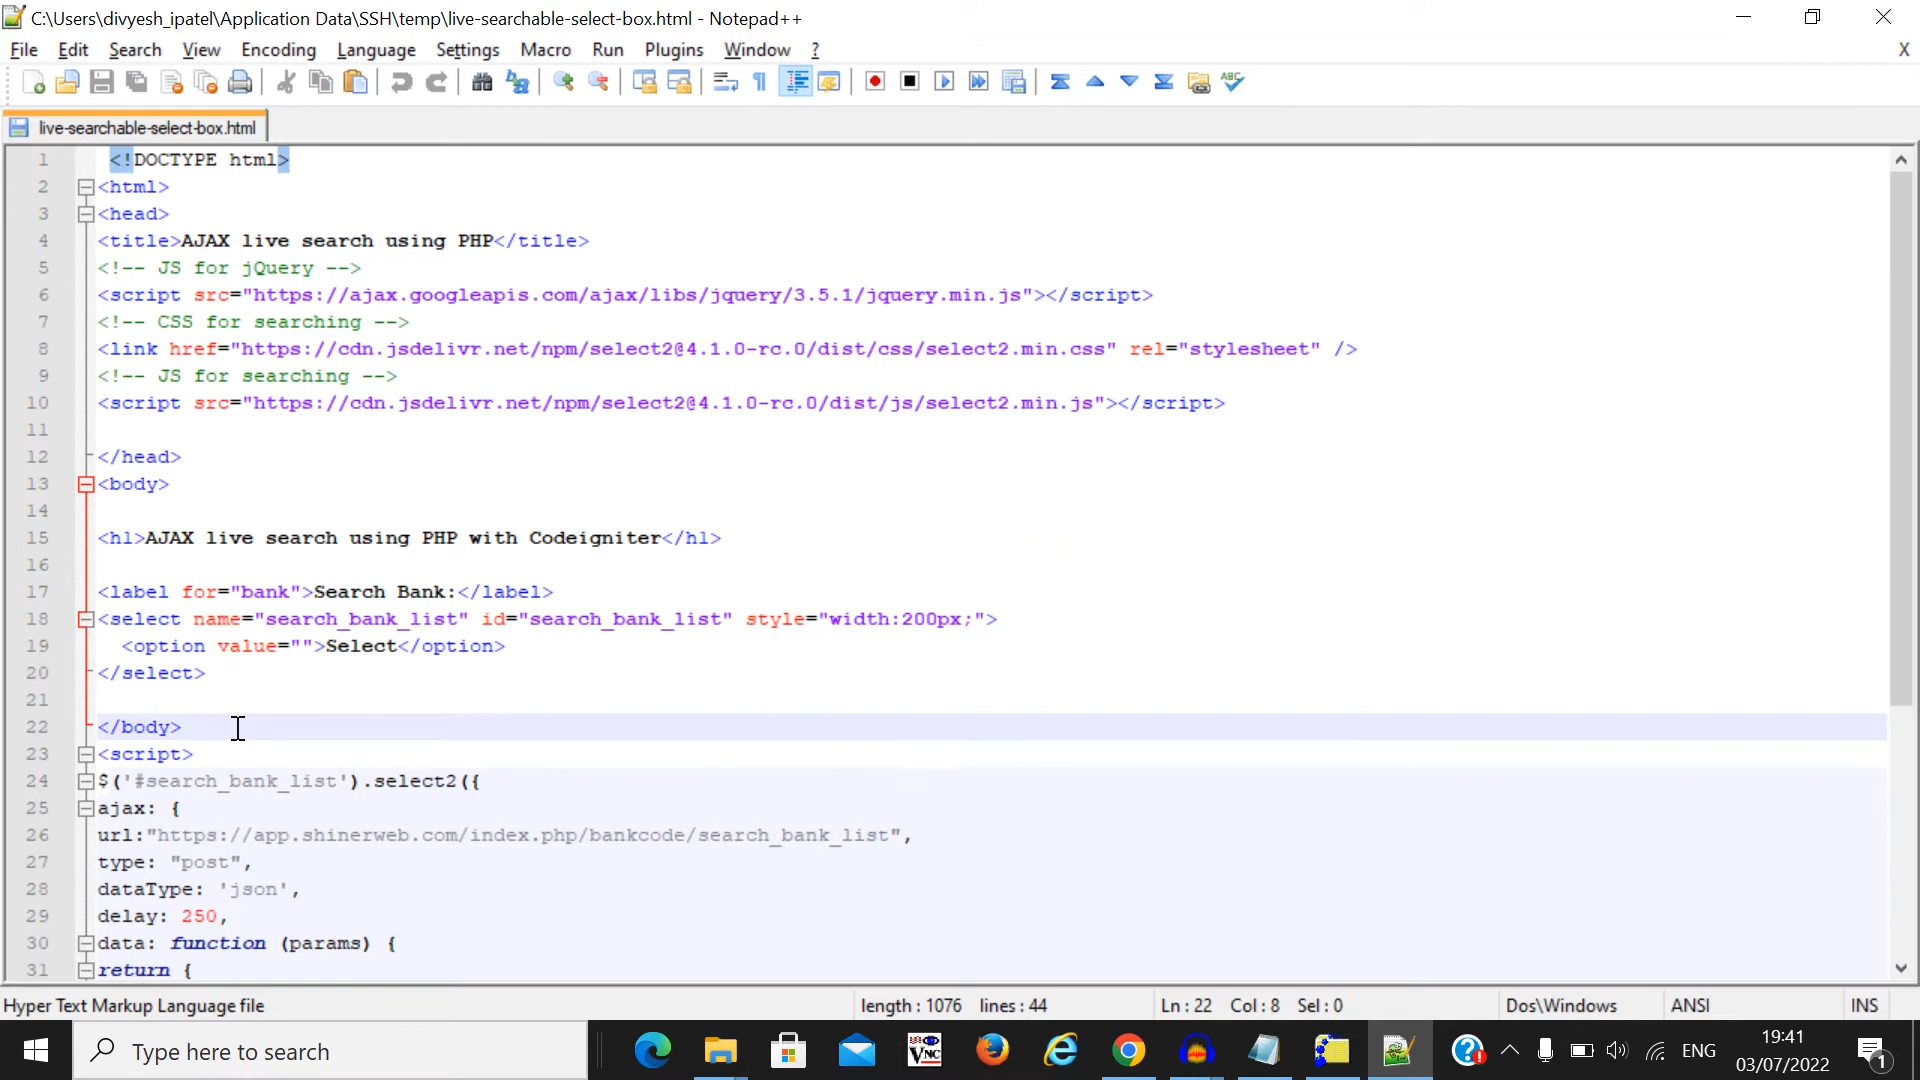 C:\Users\divyesh_ipatel\Application Data\SSH\temp\live-searchable-select-box.html - Notepad++
File Edit Search View Encoding Language Settings Macro Run Plugins Window ? X
live-searchable-select-box.html
1 <!DOCTYPE html>
2 <html>
3 <head>
4 <title>AJAX live search using PHP</title>
5 <!-- JS for jQuery -->
6 <script src="https://ajax.googleapis.com/ajax/libs/jquery/3.5.1/jquery.min.js"></script>
7 <!-- CSS for searching -->
8 <link href="https://cdn.jsdelivr.net/npm/select2@4.1.0-rc.0/dist/css/select2.min.css" rel="stylesheet" />
9 <!-- JS for searching -->
10 <script src="https://cdn.jsdelivr.net/npm/select2@4.1.0-rc.0/dist/js/select2.min.js"></script>
11
12 </head>
13 <body>
14
15 <h1>AJAX live search using PHP with Codeigniter</h1>
16
17 <label for="bank">Search Bank:</label>
18 <select name="search_bank_list" id="search_bank_list" style="width:200px;">
19 <option value="">Select</option>
20 </select>
21
22 </body>
23 <script>
24 $('#search_bank_list').select2({
25 ajax: {
26 url:"https://app.shinerweb.com/index.php/bankcode/search_bank_list",
27 type: "post",
28 dataType: 'json',
29 delay: 250,
30 data: function (params) {
31 return {
Hyper Text Markup Language file length : 1076 lines : 44 Ln : 22 Col : 8 Sel : 0 Dos\Windows ANSI INS
Type here to search
ENG
19:41
03/07/2022
1